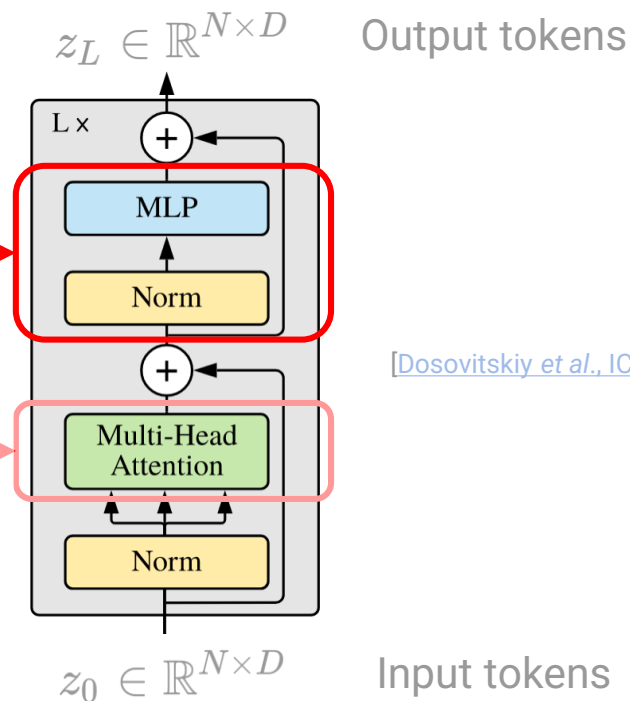 z_L ∈ ℝ^{N×D} Output tokens
L ×
+
MLP
Norm
+
[Dosovitskiy et al., IC
Multi-Head
Attention
Norm
z_0 ∈ ℝ^{N×D} Input tokens